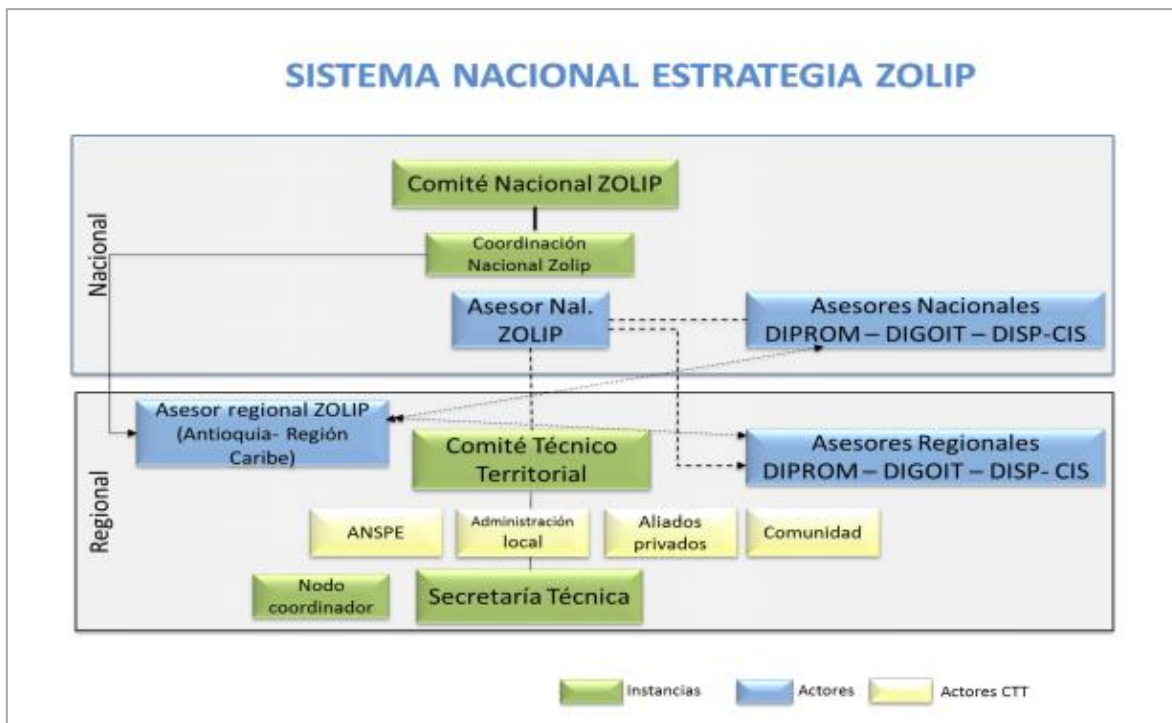 SISTEMA NACIONAL ESTRATEGIA ZOLIP
Nacional
Comité Nacional ZOLIP
Coordinación
Nacional Zolip
Asesor Nal.
ZOLIP
Asesores Nacionales
DIPROM – DIGOIT – DISP-CIS
Regional
Asesor regional ZOLIP
(Antioquia- Región
Caribe)
Comité Técnico
Territorial
Asesores Regionales
DIPROM – DIGOIT – DISP- CIS
ANSPE
Administración
local
Aliados
privados
Comunidad
Nodo
coordinador
Secretaría Técnica
Instancias
Actores
Actores CTT